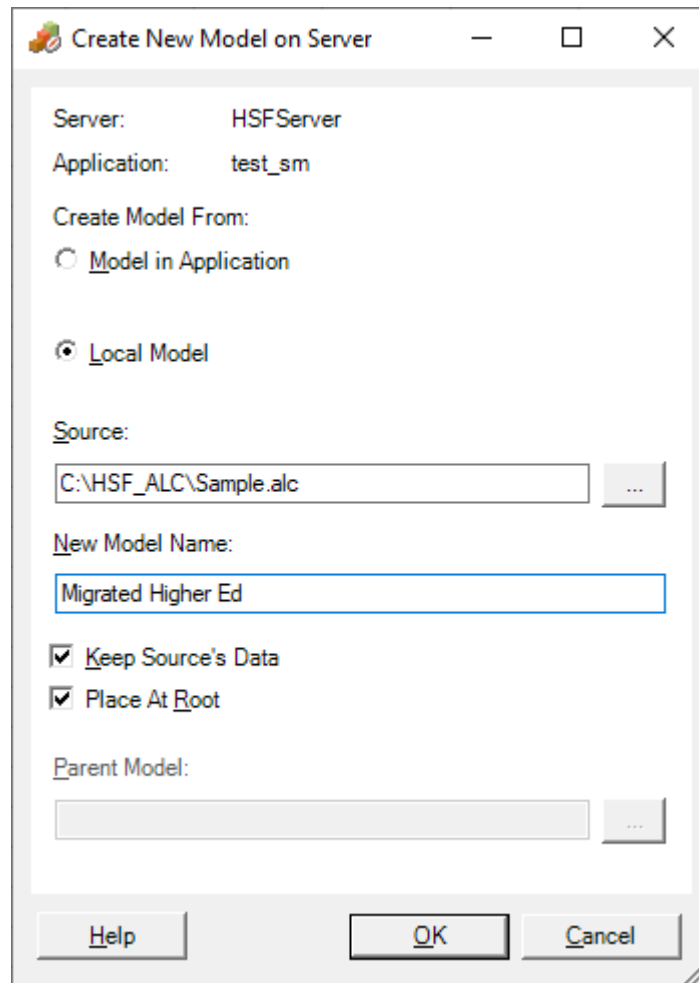 Create New Model on Server
Server: HSFServer
Application: test_sm
Create Model From:
Model in Application
Local Model
Source:
C:\HSF_ALC\Sample.alc ...
New Model Name:
Migrated Higher Ed
Keep Source's Data
Place At Root
Parent Model:
...
Help OK Cancel